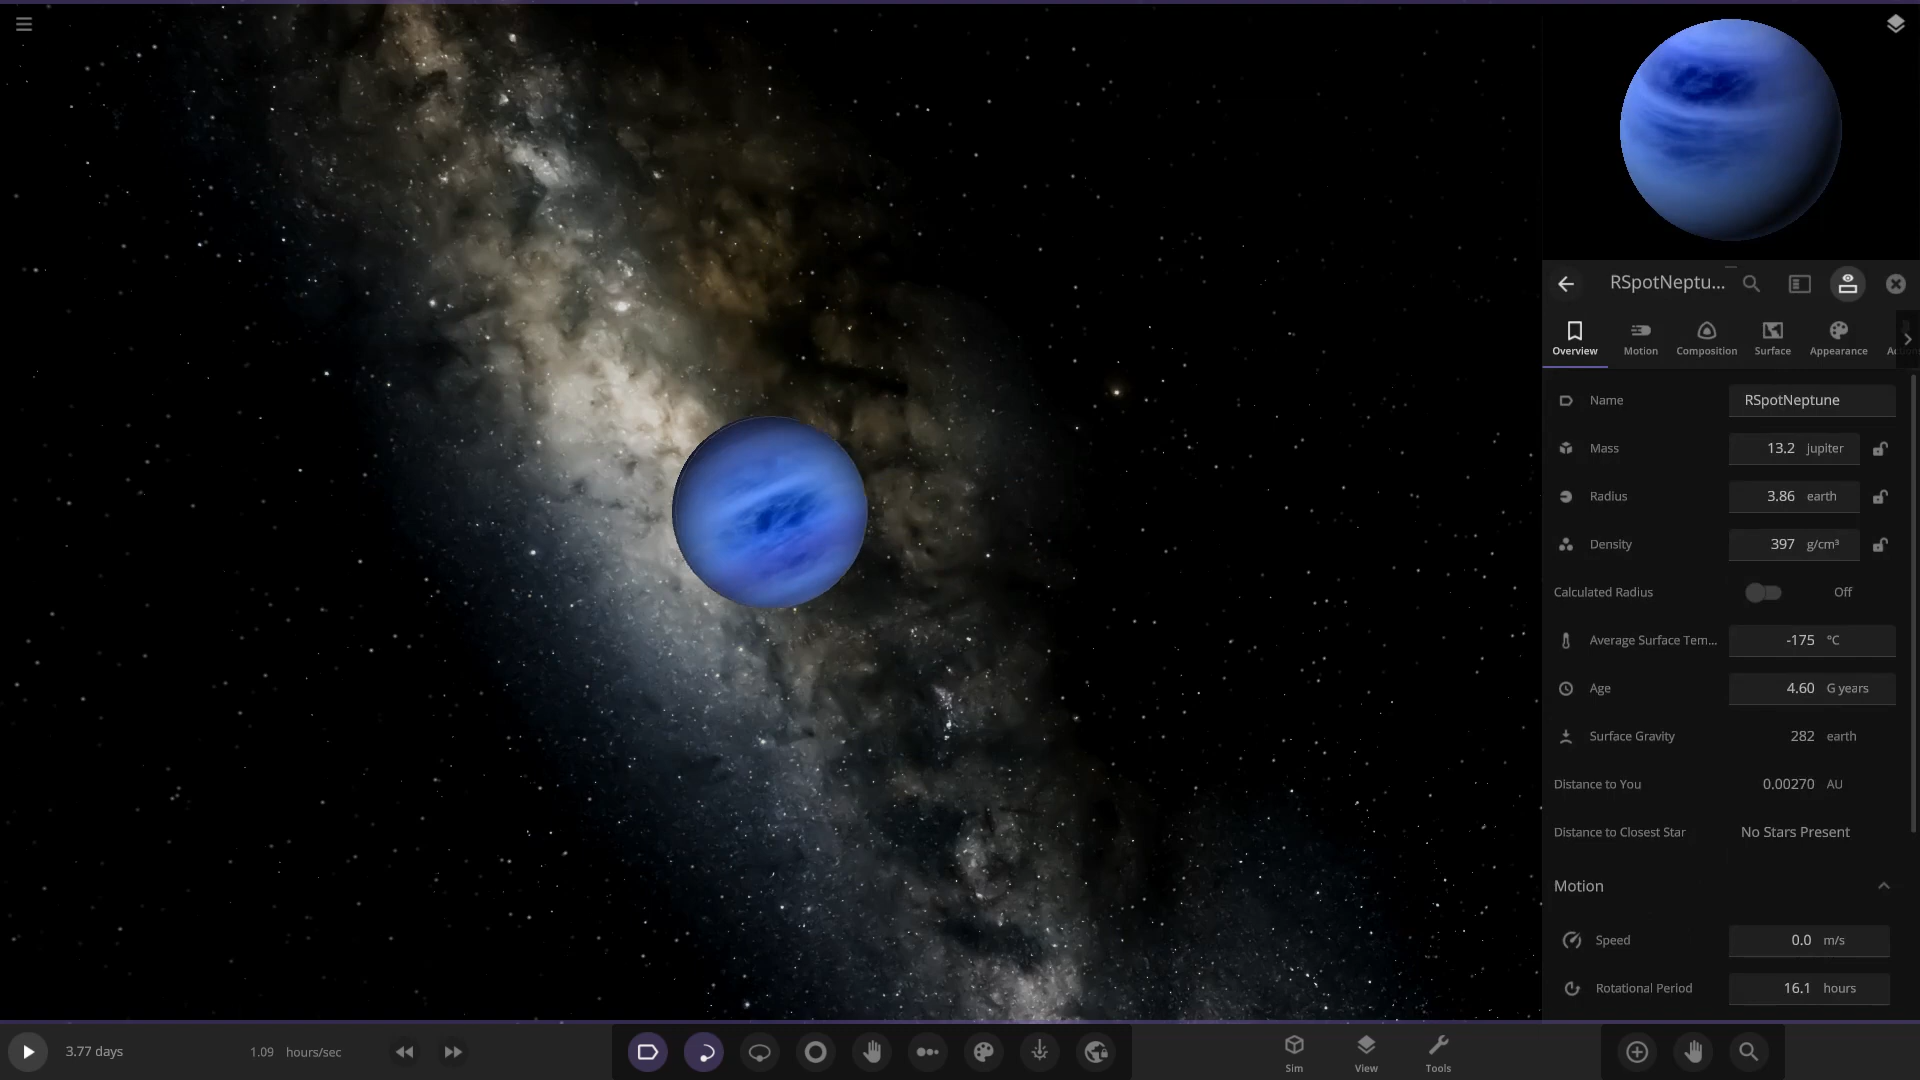 RSpotNeptu...
Overview
Motion
Composition
Surface
Appearance
Name RSpotNeptune
Mass 13.2 jupiter
Radius 3.86 earth
Density 397 g/cm³
Calculated Radius Off
Average Surface Tem... -175 °C
Age 4.60 G years
Surface Gravity 282 earth
Distance to You 0.00270 AU
Distance to Closest Star No Stars Present
Motion
Speed 0.0 m/s
Rotational Period 16.1 hours
3.77 days
1.09 hours/sec
Sim
View
Tools